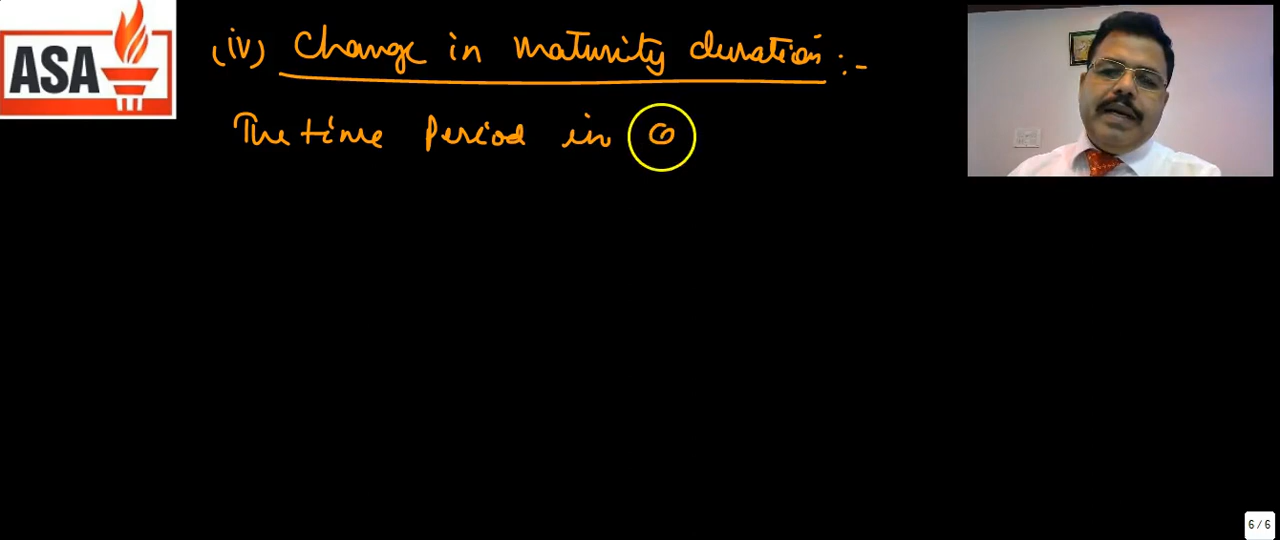 ASA
(iv) Change in maturity duration :-
The time Period in
6 / 6